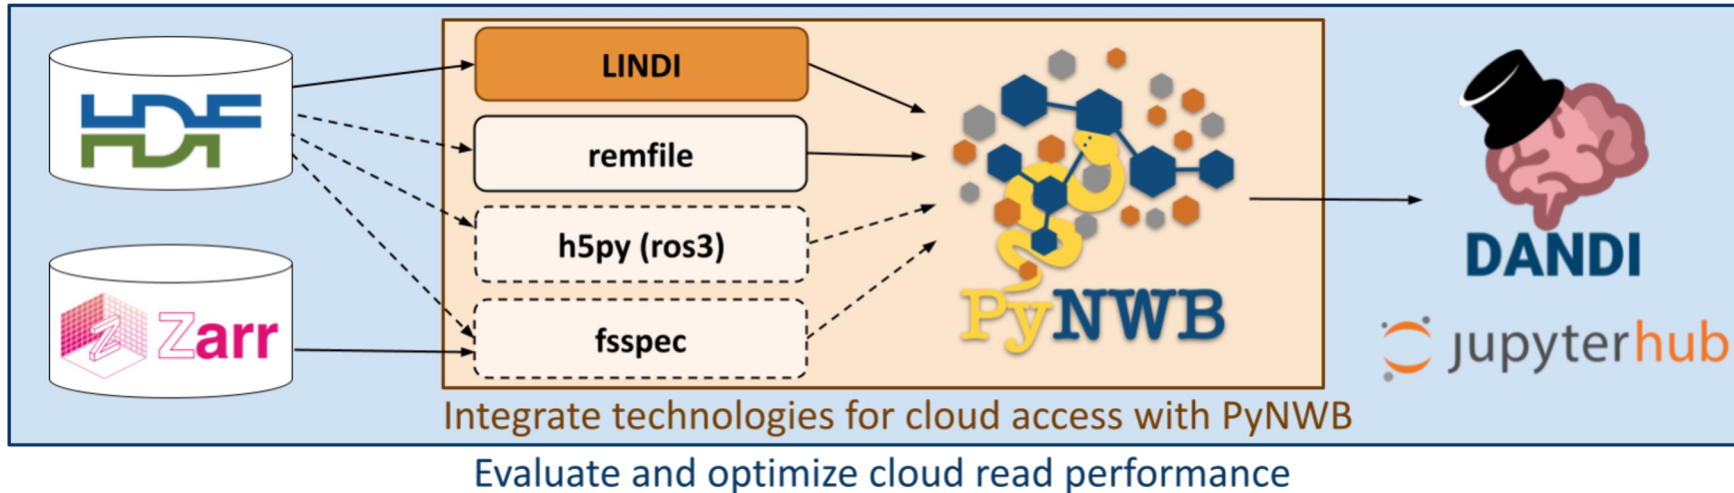 HDF
LINDI
remfile
h5py (ros3)
fsspec
Zarr
PyNWB
DANDI
jupyterhub
Integrate technologies for cloud access with PyNWB
Evaluate and optimize cloud read performance